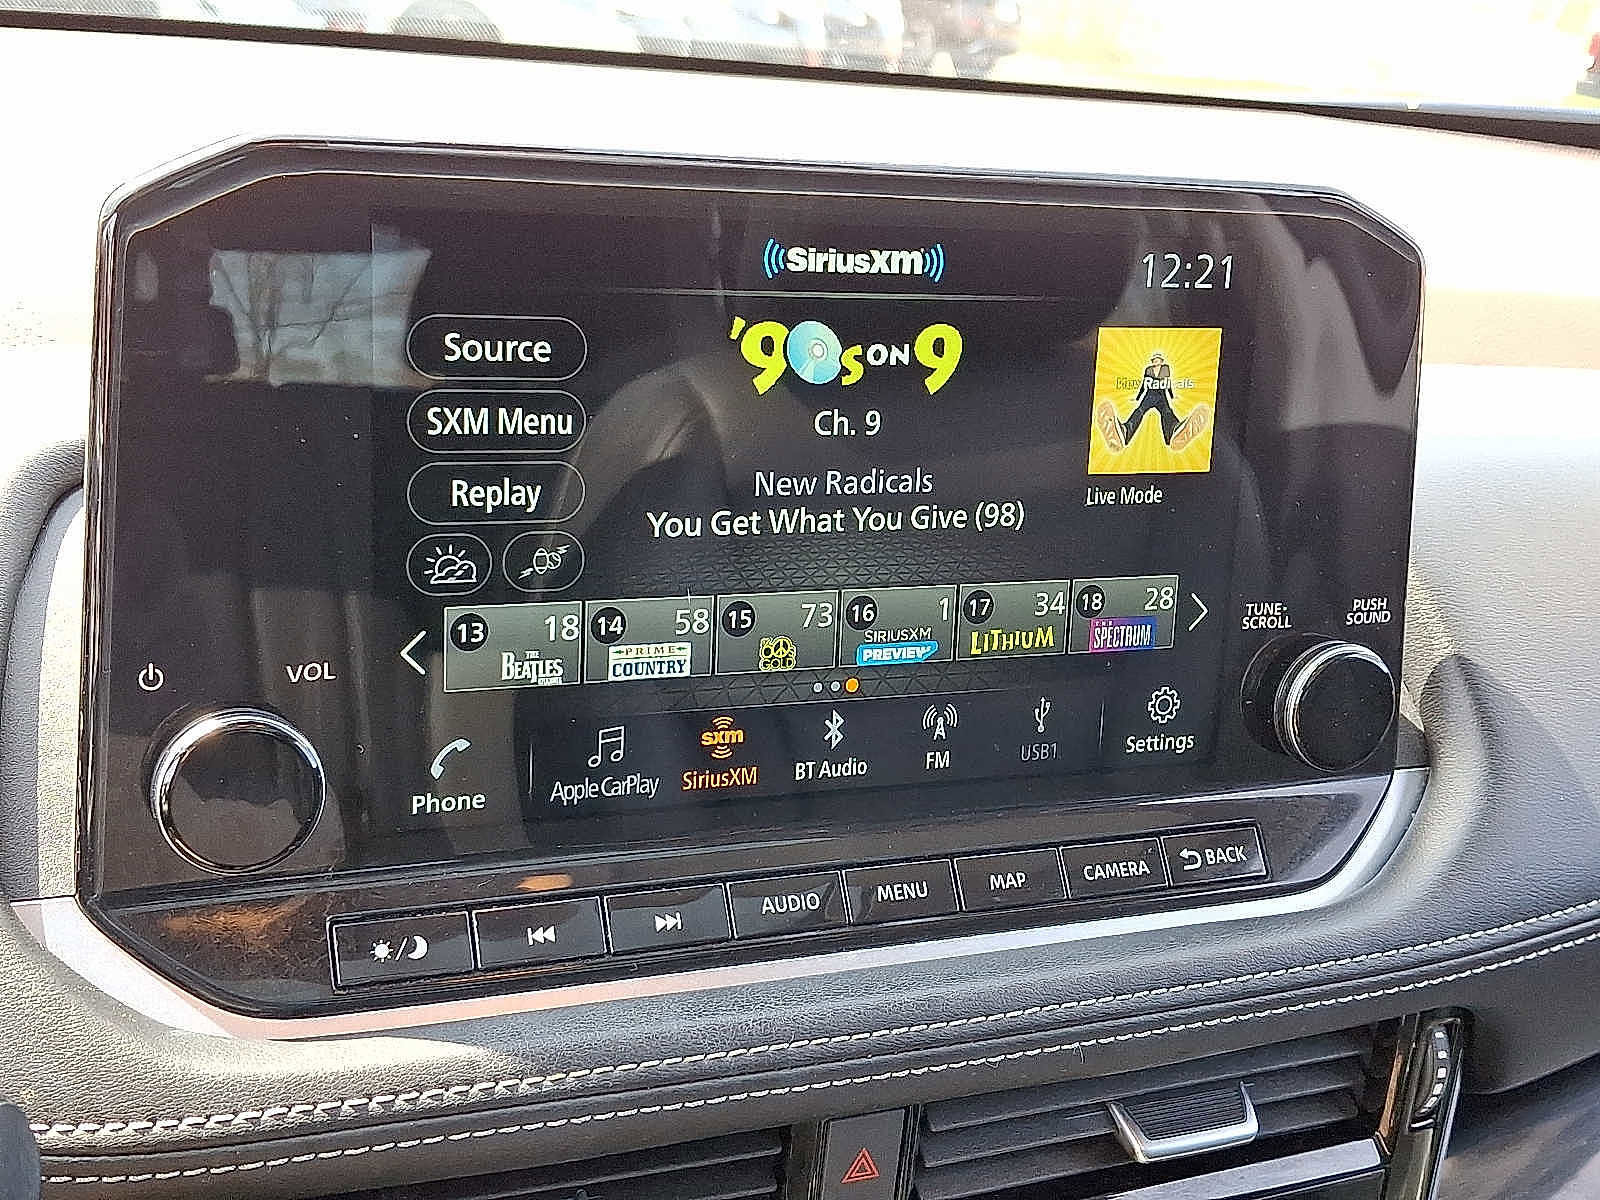 SiriusXM
12:21
Source
'90s ON 9
New Radicals
SXM Menu
Ch. 9
Replay
New Radicals
Live Mode
You Get What You Give (98)
13 18
14 58
15 73
16 1
17 34
18 28
THE BEATLES
PRIME COUNTRY
60s GOLD
SIRIUSXM PREVIEW
LITHIUM
THE SPECTRUM
TUNE-SCROLL
PUSH SOUND
VOL
Phone
Apple CarPlay
sxm
SiriusXM
BT Audio
FM
USB1
Settings
AUDIO
MENU
MAP
CAMERA
BACK